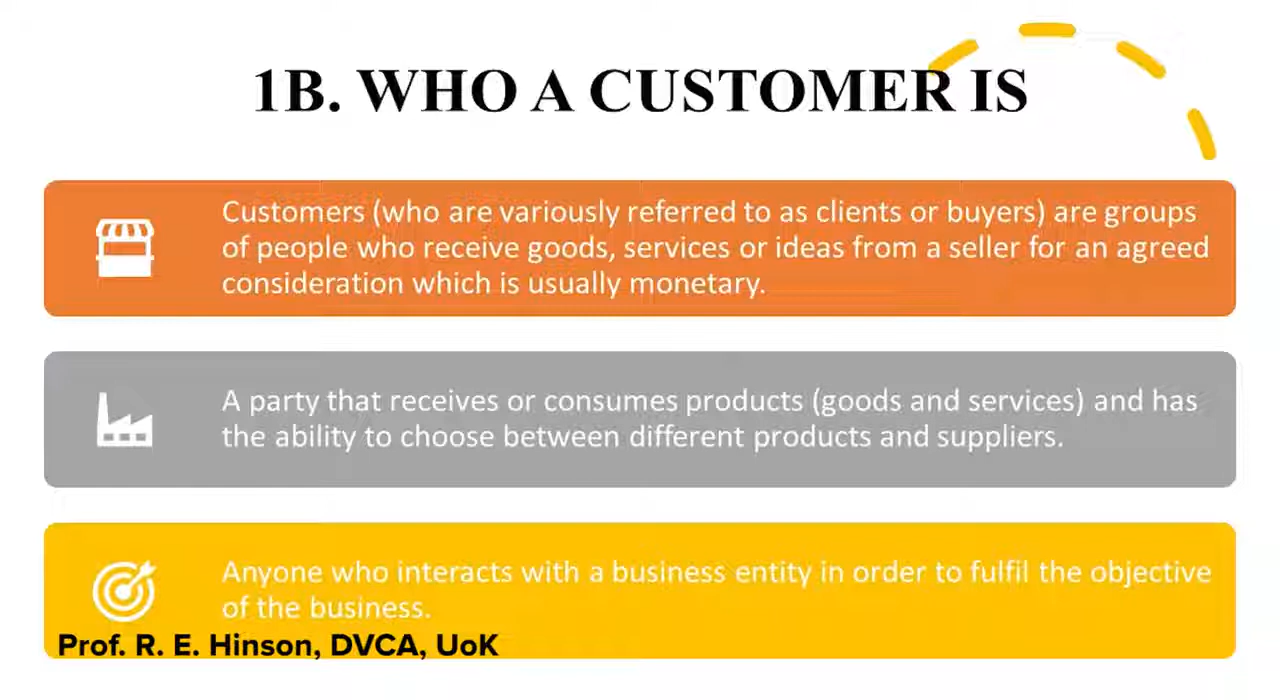 1B. WHO A CUSTOMER IS
Customers (who are variously referred to as clients or buyers) are groups
of people who receive goods, services or ideas from a seller for an agreed
consideration which is usually monetary.
A party that receives or consumes products (goods and services) and has
the ability to choose between different products and suppliers.
Anyone who interacts with a business entity in order to fulfil the objective
of the business.
Prof. R. E. Hinson, DVCA, UoK